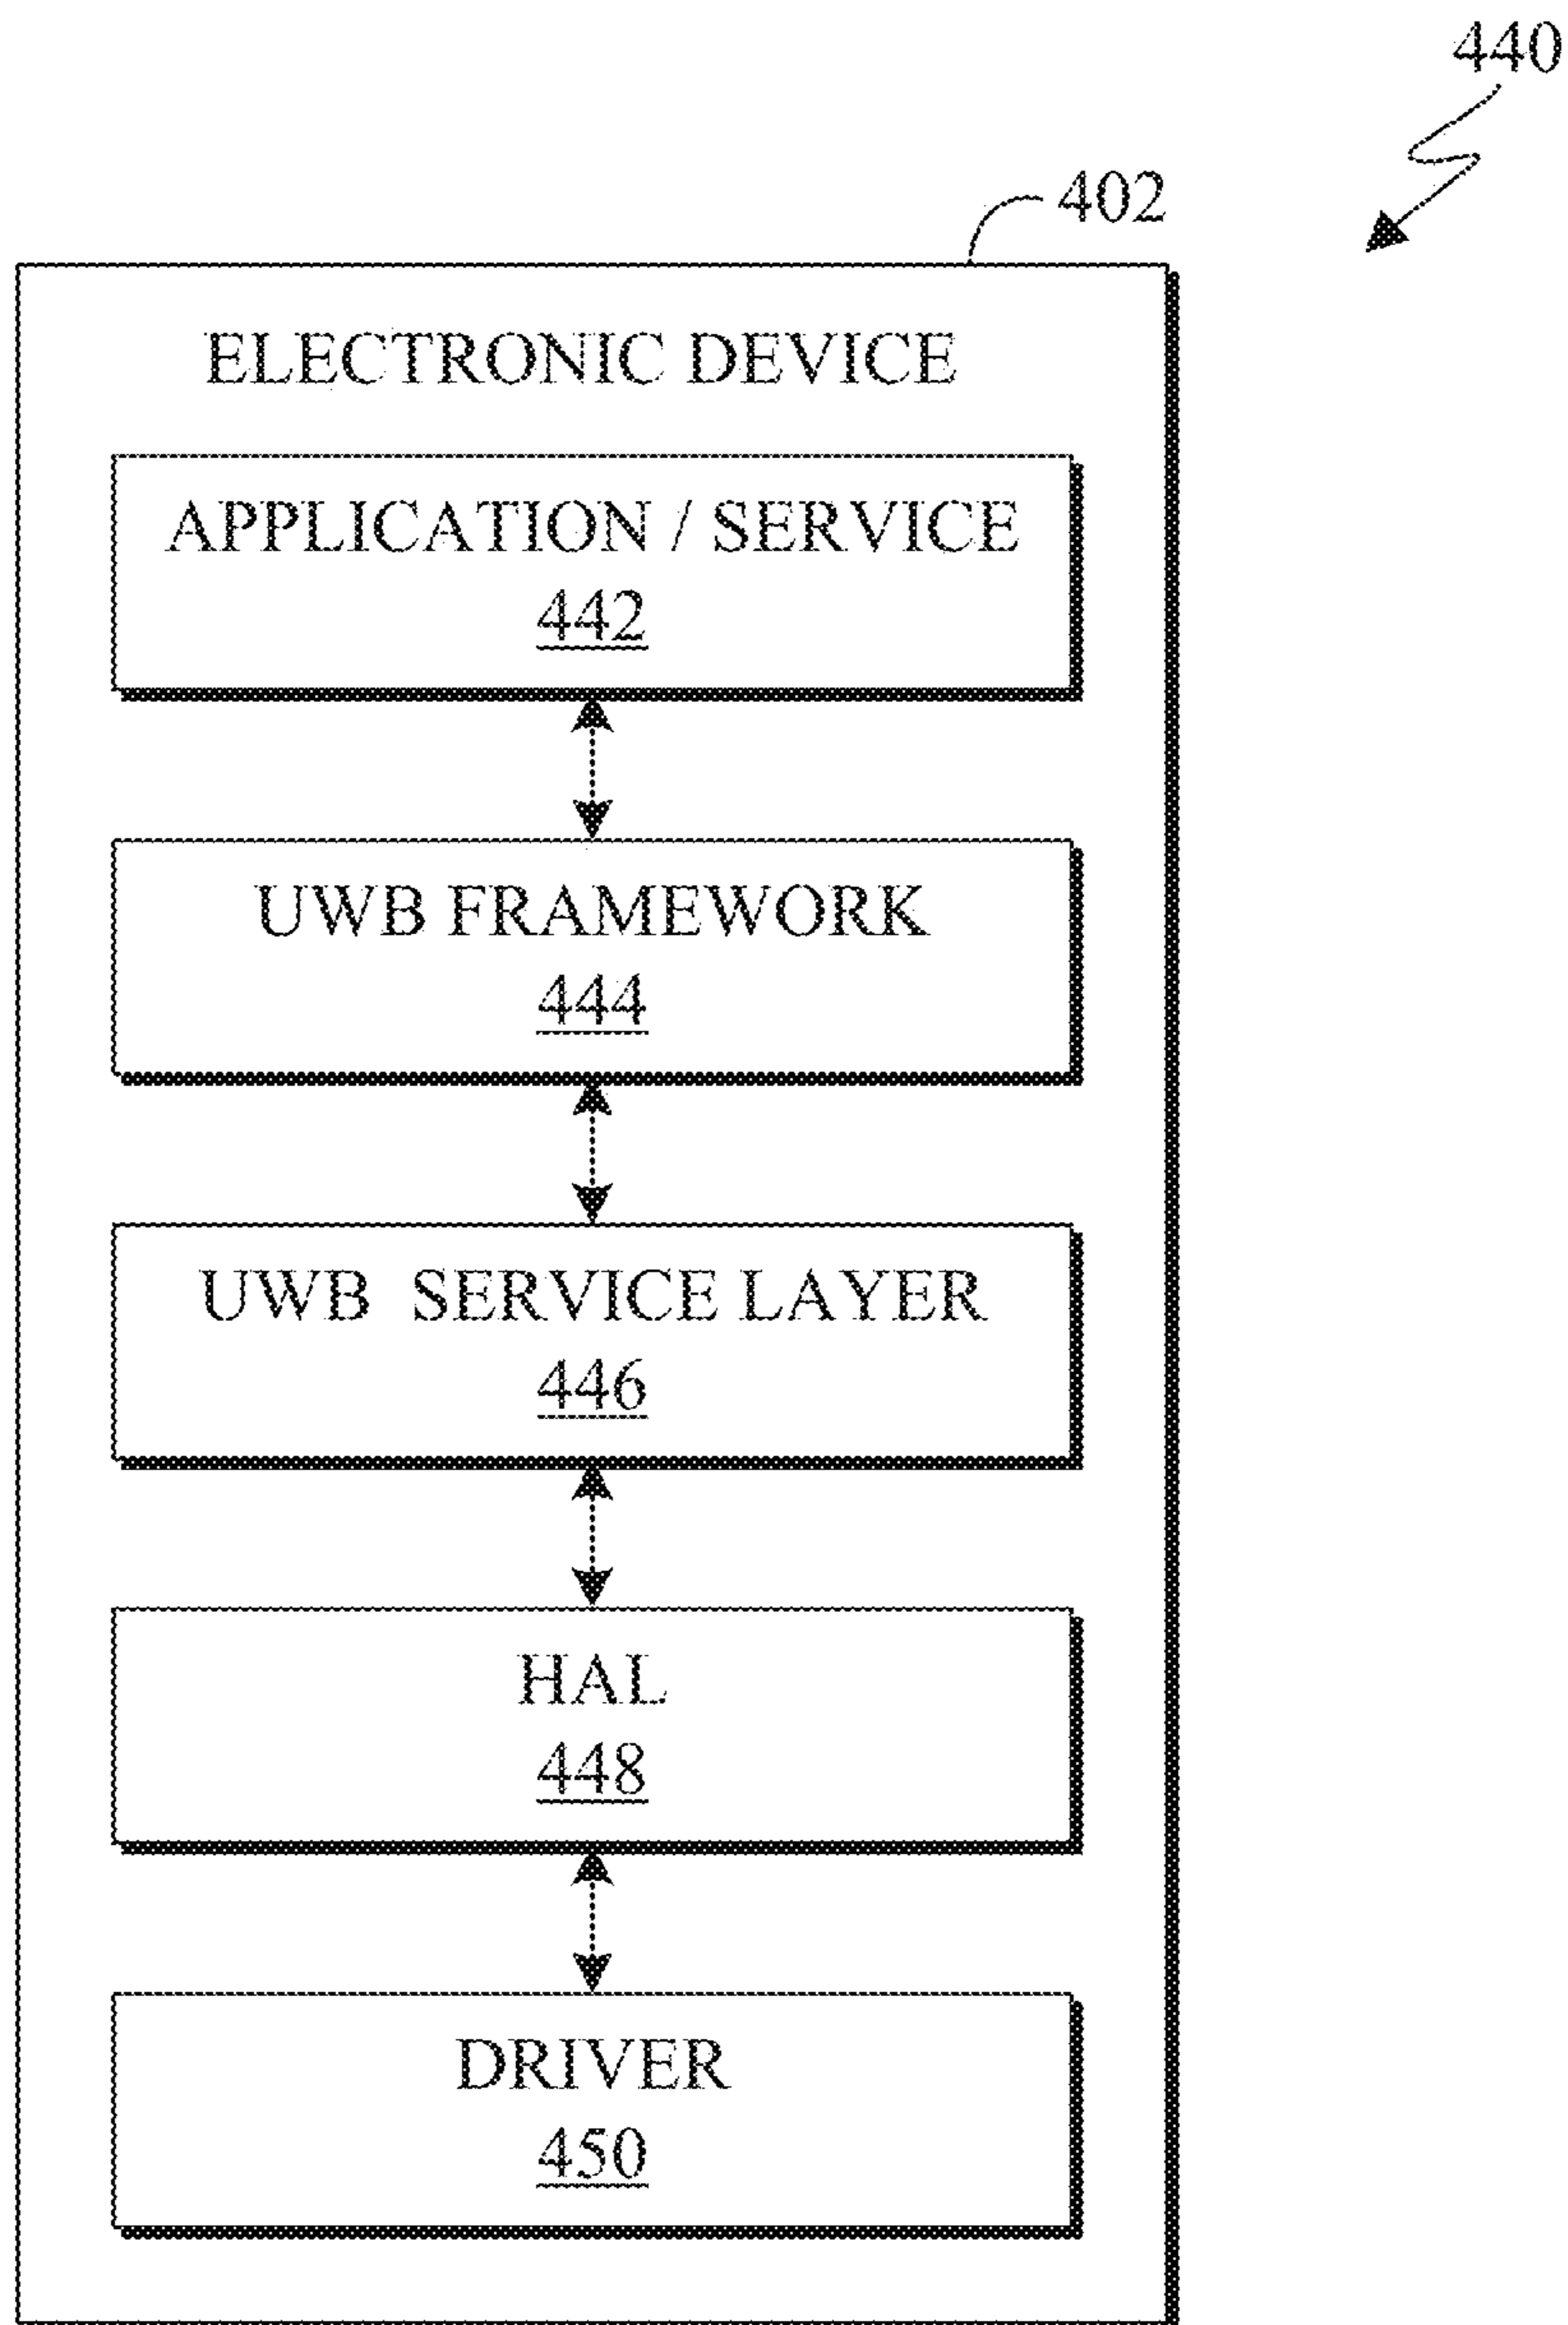 440
402
ELECTRONIC DEVICE
APPLICATION / SERVICE
442
UWB FRAMEWORK
444
UWB SERVICE LAYER
446
HAL
448
DRIVER
450